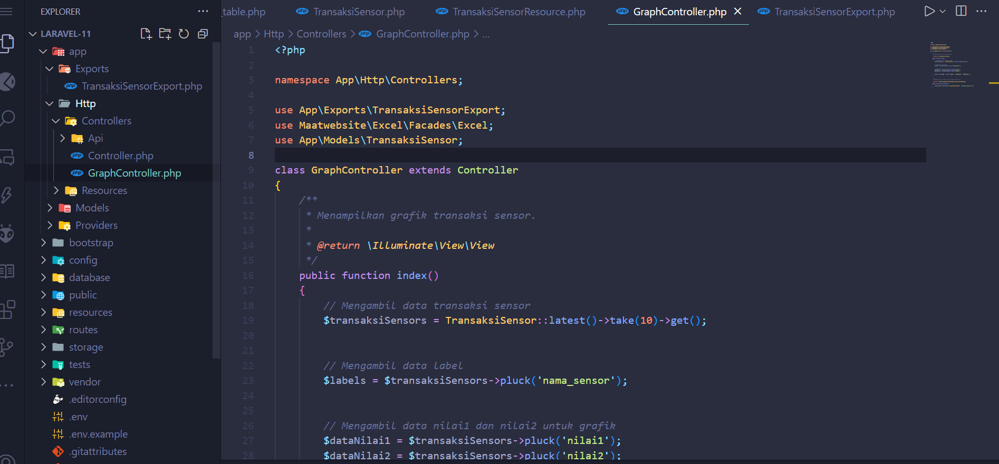 EXPLORER
LARAVEL-11
app
Exports
TransaksiSensorExport.php
Http
Controllers
Api
Controller.php
GraphController.php
Resources
Models
Providers
bootstrap
config
database
public
resources
routes
storage
tests
vendor
.editorconfig
.env
.env.example
.gitattributes
_table.php TransaksiSensor.php TransaksiSensorResource.php GraphController.php TransaksiSensorExport.php
app > Http > Controllers > GraphController.php > ...
1 <?php
2
3 namespace App\Http\Controllers;
4
5 use App\Exports\TransaksiSensorExport;
6 use Maatwebsite\Excel\Facades\Excel;
7 use App\Models\TransaksiSensor;
8
9 class GraphController extends Controller
10 {
11 /**
12 * Menampilkan grafik transaksi sensor.
13 *
14 * @return \Illuminate\View\View
15 */
16 public function index()
17 {
18 // Mengambil data transaksi sensor
19 $transaksiSensors = TransaksiSensor::latest()->take(10)->get();
20
21
22 // Mengambil data label
23 $labels = $transaksiSensors->pluck('nama_sensor');
24
25
26 // Mengambil data nilai1 dan nilai2 untuk grafik
27 $dataNilai1 = $transaksiSensors->pluck('nilai1');
28 $dataNilai2 = $transaksiSensors->pluck('nilai2');